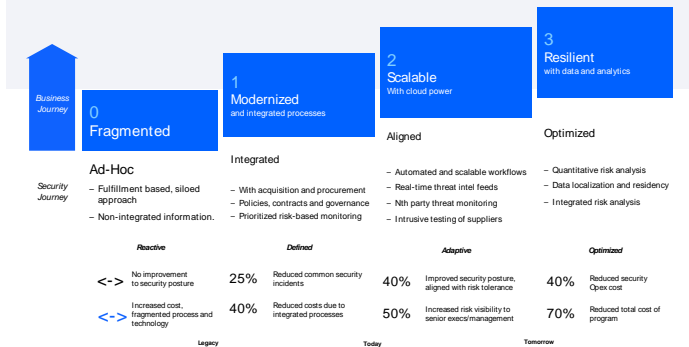 Business
Journey
0
Fragmented
1
Modernized
and integrated processes
2
Scalable
With cloud power
3
Resilient
with data and analytics
Security
Journey
Ad-Hoc
– Fulfillment based, siloed
approach
– Non-integrated information.
Integrated
– With acquisition and procurement
– Policies, contracts and governance
– Prioritized risk-based monitoring
Aligned
– Automated and scalable workflows
– Real-time threat intel feeds
– Nth party threat monitoring
– Intrusive testing of suppliers
Optimized
– Quantitative risk analysis
– Data localization and residency
– Integrated risk analysis
Reactive
<-> No improvement
to security posture
<-> Increased cost,
fragmented process and
technology
Defined
25% Reduced common security
incidents
40% Reduced costs due to
integrated processes
Adaptive
40% Improved security posture,
aligned with risk tolerance
50% Increased risk visibility to
senior execs/management
Optimized
40% Reduced security
Opex cost
70% Reduced total cost of
program
Legacy
Today
Tomorrow